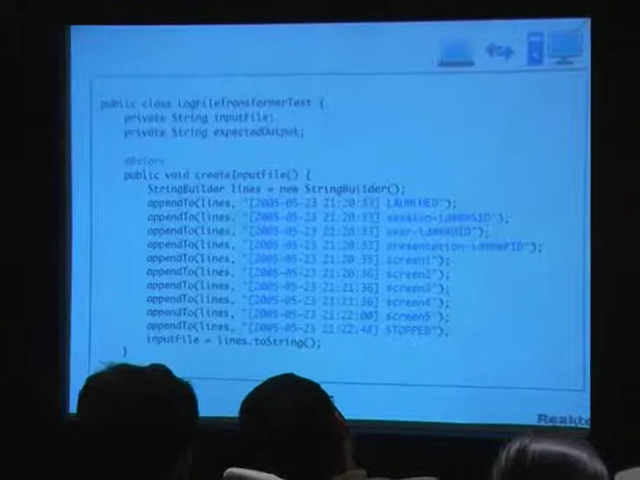 public class LogFileTransformerTest {
private String inputFile;
private String expectedOutput;
@Before
public void createInputFile() {
StringBuilder lines = new StringBuilder();
appendTo(lines, "[2005-05-23 21:20:33] LAUNCHED");
appendTo(lines, "[2005-05-23 21:20:33] session-id###SID");
appendTo(lines, "[2005-05-23 21:20:33] user-id###UID");
appendTo(lines, "[2005-05-23 21:20:33] presentation-id###PID");
appendTo(lines, "[2005-05-23 21:20:35] screen1");
appendTo(lines, "[2005-05-23 21:20:36] screen2");
appendTo(lines, "[2005-05-23 21:21:36] screen3");
appendTo(lines, "[2005-05-23 21:21:36] screen4");
appendTo(lines, "[2005-05-23 21:22:00] screen5");
appendTo(lines, "[2005-05-23 21:22:48] STOPPED");
inputFile = lines.toString();
}
Reakto